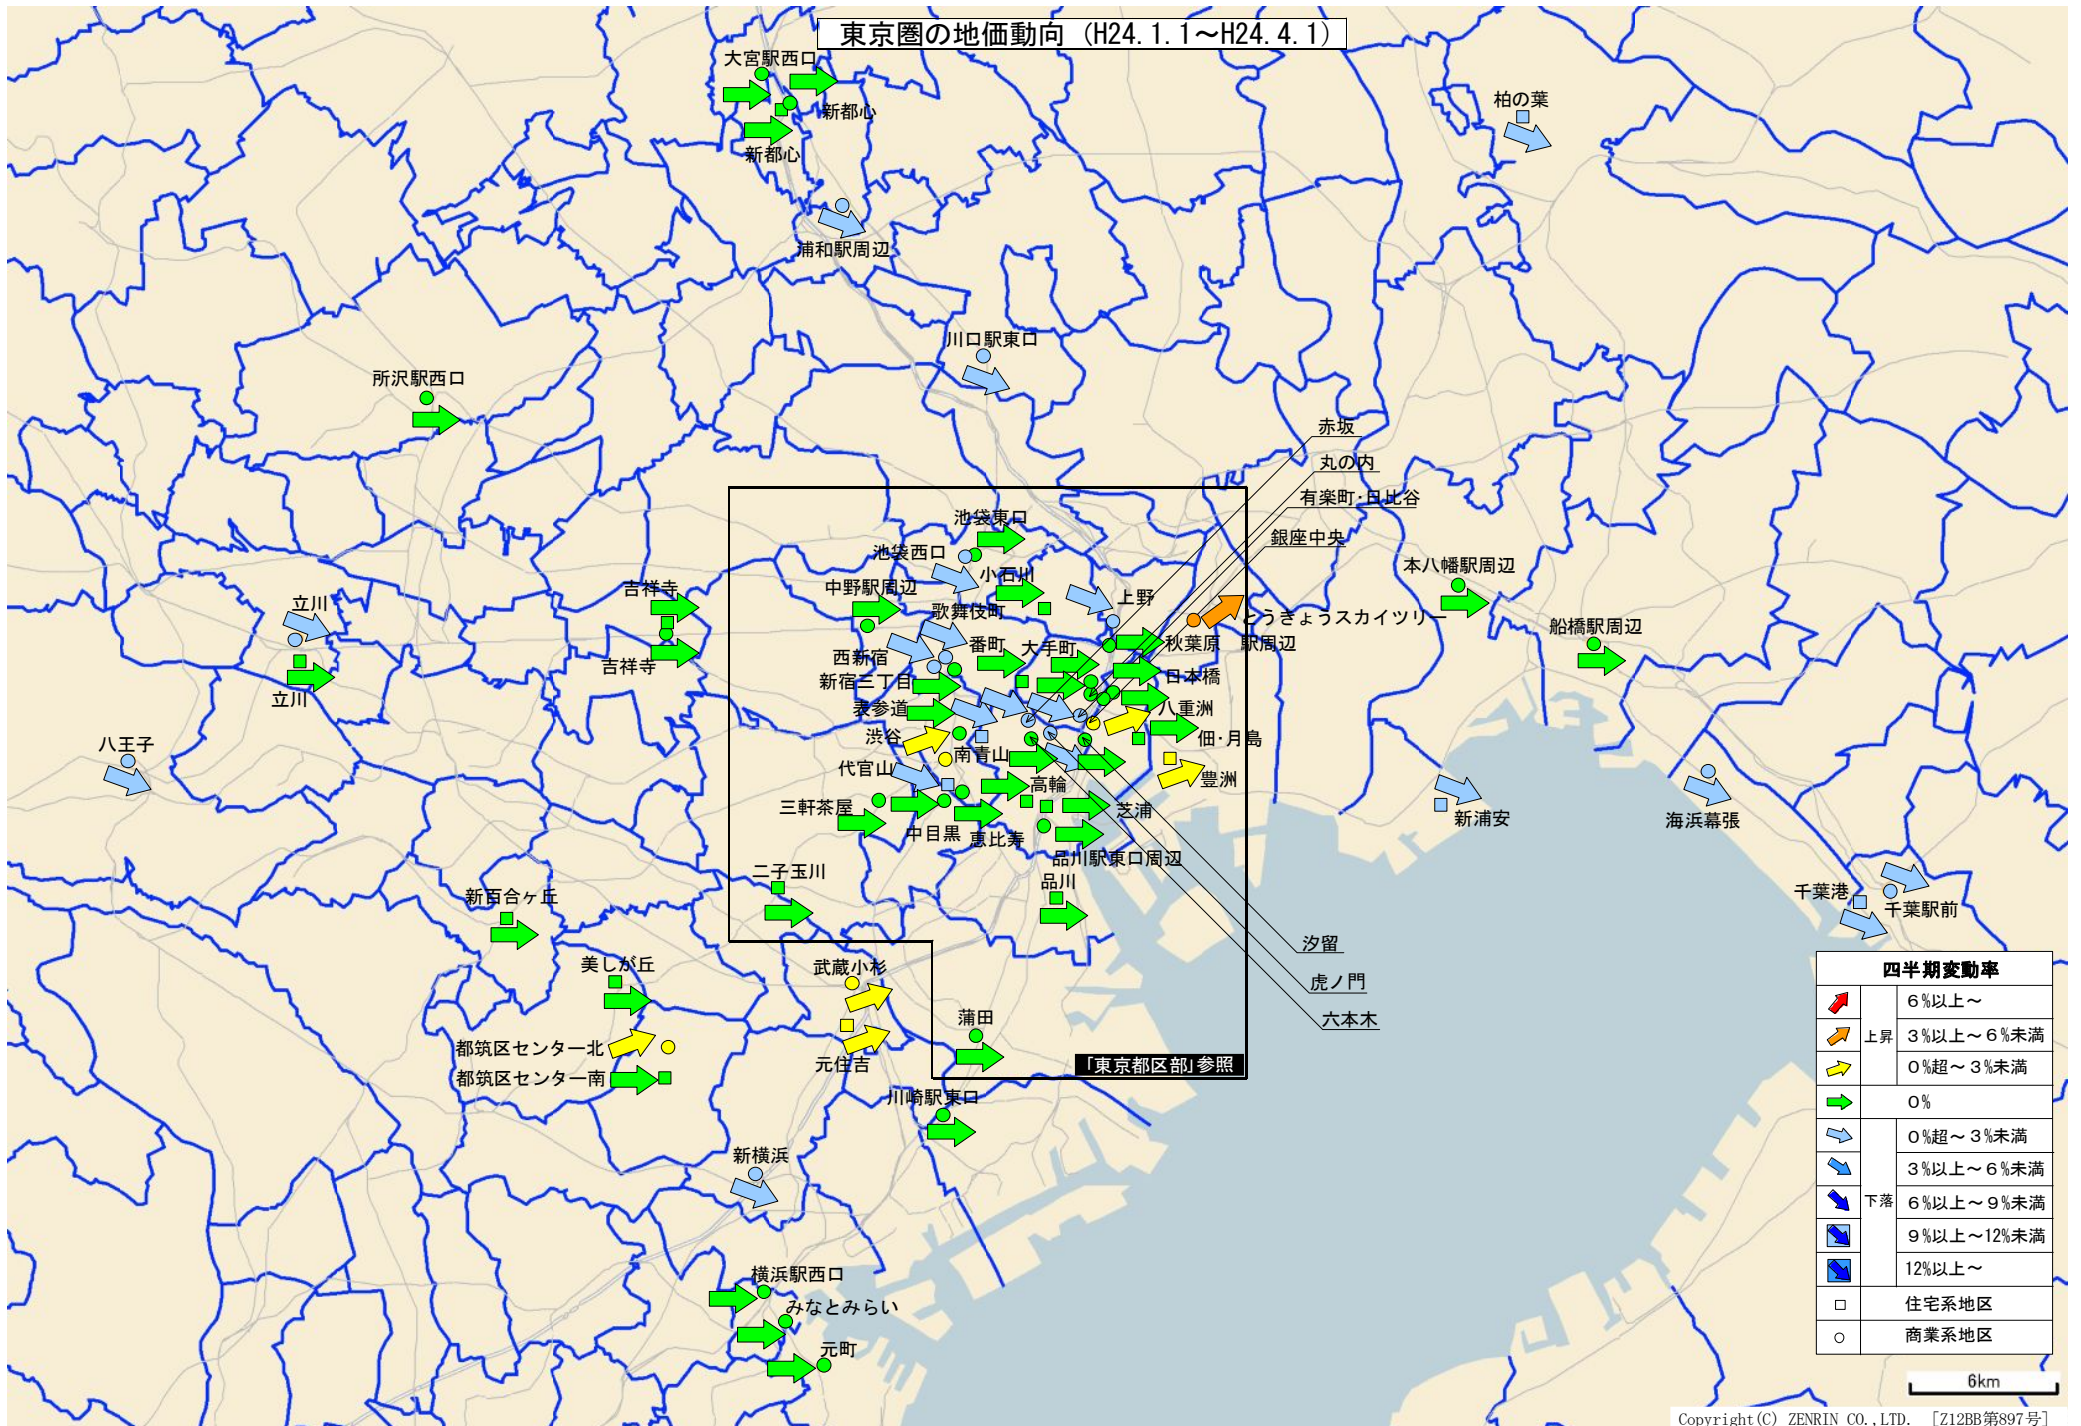 東京圏の地価動向 (H24.1.1～H24.4.1)
大宮駅西口
新都心
新都心
柏の葉
浦和駅周辺
川口駅東口
所沢駅西口
赤坂
丸の内
有楽町・日比谷
銀座中央
池袋東口
池袋西口
小石川
中野駅周辺
歌舞伎町
上野
とうきょうスカイツリー
駅周辺
本八幡駅周辺
船橋駅周辺
吉祥寺
吉祥寺
立川
立川
西新宿
番町
大手町
秋葉原
新宿三丁目
日本橋
表参道
八重洲
渋谷
南青山
佃・月島
八王子
代官山
高輪
豊洲
三軒茶屋
中目黒
恵比寿
芝浦
新浦安
海浜幕張
品川駅東口周辺
二子玉川
品川
千葉港
千葉駅前
新百合ヶ丘
汐留
虎ノ門
六本木
美しが丘
武蔵小杉
蒲田
都筑区センター北
都筑区センター南
元住吉
「東京都区部」参照
川崎駅東口
新横浜
横浜駅西口
みなとみらい
元町
四半期変動率
6%以上～
上昇
3%以上～6%未満
0%超～3%未満
0%
0%超～3%未満
3%以上～6%未満
下落
6%以上～9%未満
9%以上～12%未満
12%以上～
住宅系地区
商業系地区
6km
Copyright(C) ZENRIN CO.,LTD. [Z12BB第897号]